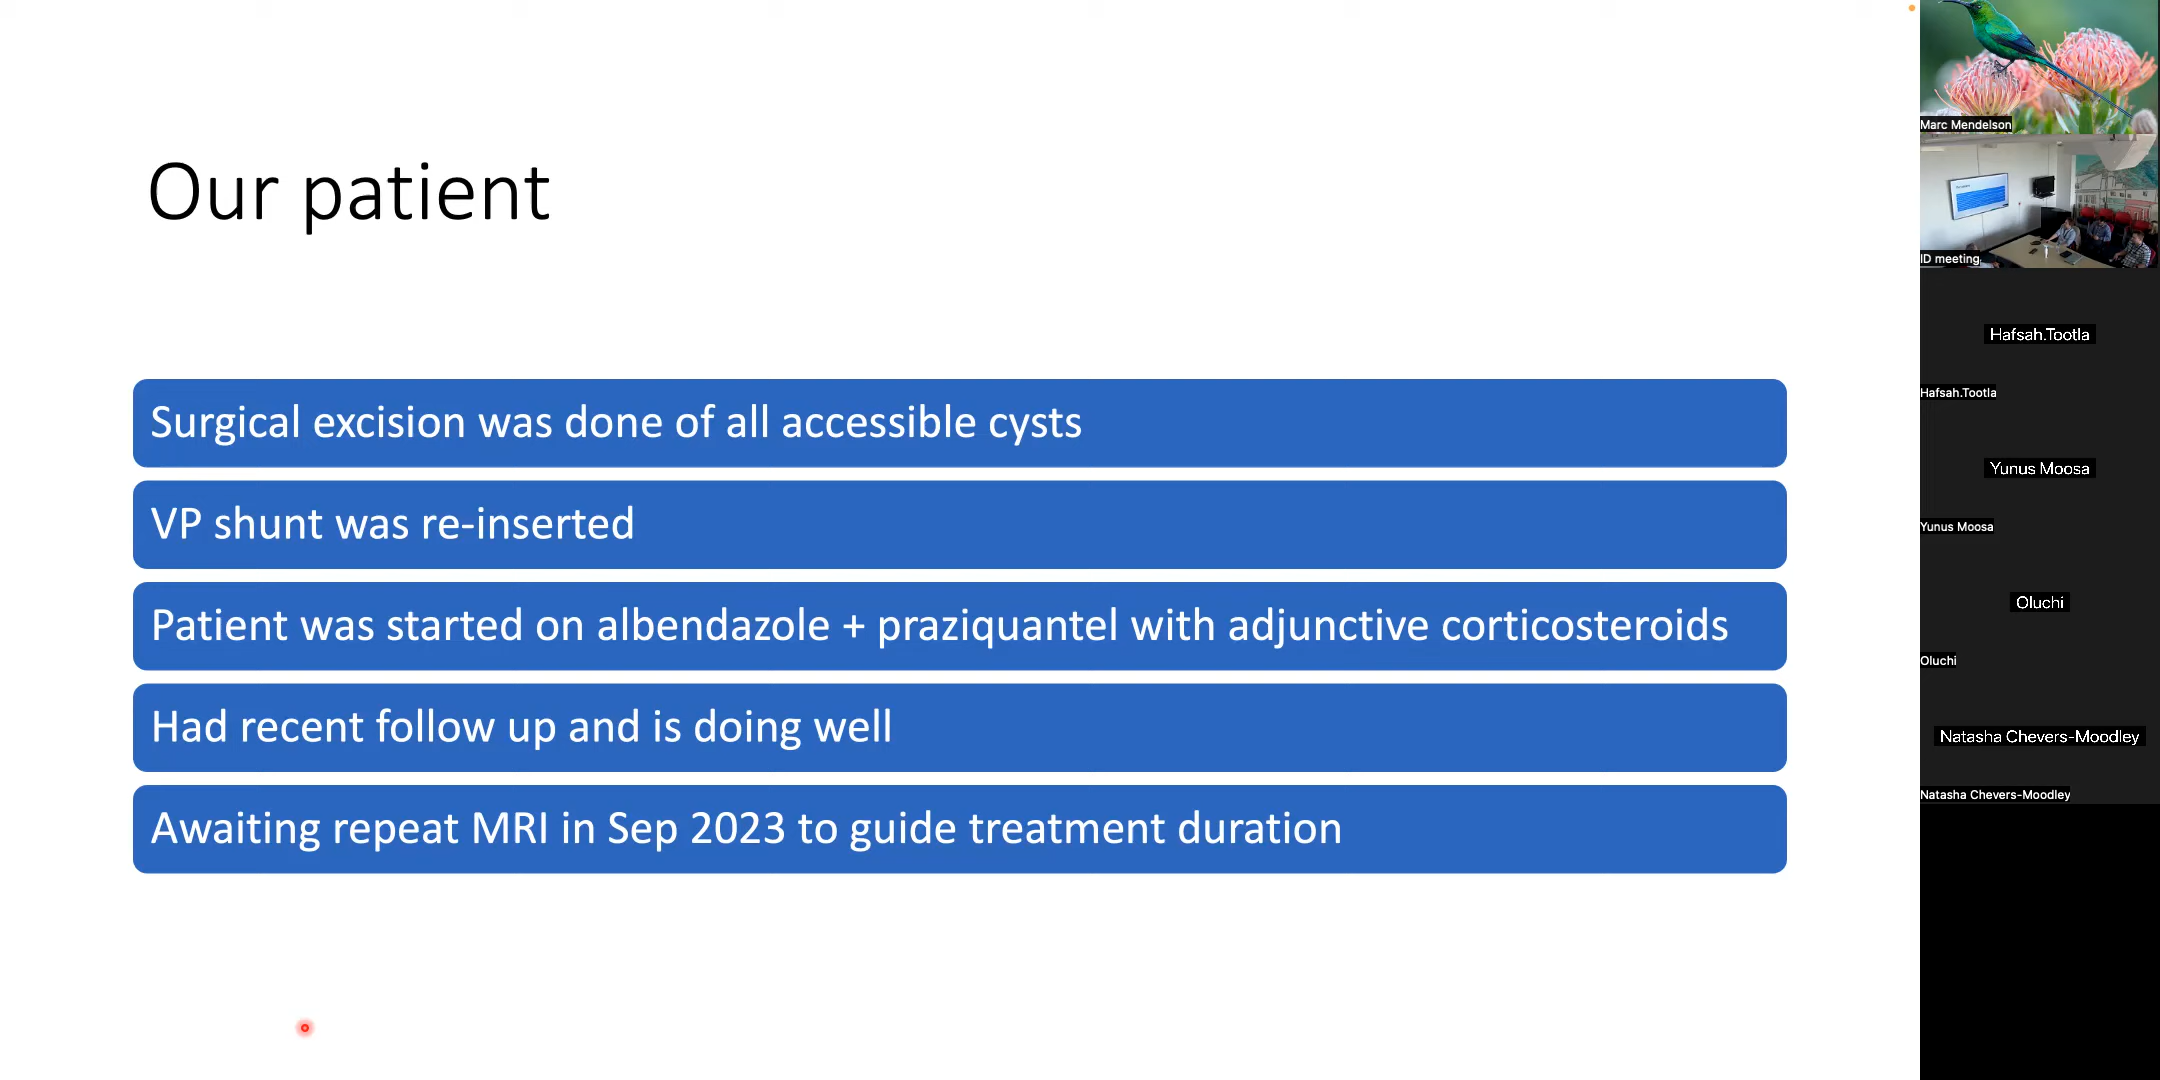 Our patient
Surgical excision was done of all accessible cysts
VP shunt was re-inserted
Patient was started on albendazole + praziquantel with adjunctive corticosteroids
Had recent follow up and is doing well
Awaiting repeat MRI in Sep 2023 to guide treatment duration
Marc Mendelson
ID meeting
Hafsah.Tootla
Hafsah.Tootla
Yunus Moosa
Yunus Moosa
Oluchi
Oluchi
Natasha Chevers-Moodley
Natasha Chevers-Moodley